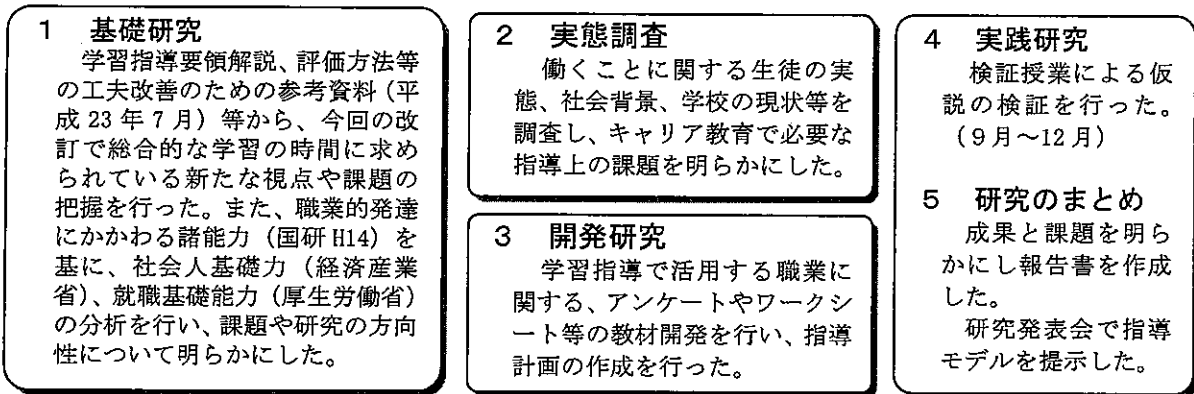 1 基礎研究
学習指導要領解説、評価方法等
の工夫改善のための参考資料(平
成 23 年 7 月)等から、今回の改
訂で総合的な学習の時間に求め
られている新たな視点や課題の
把握を行った。また、職業的発達
にかかわる諸能力(国研 H14)を
基に、社会人基礎力(経済産業
省)、就職基礎能力(厚生労働省)
の分析を行い、課題や研究の方向
性について明らかにした。
2 実態調査
働くことに関する生徒の実
態、社会背景、学校の現状等を
調査し、キャリア教育で必要な
指導上の課題を明らかにした。
3 開発研究
学習指導で活用する職業に
関する、アンケートやワークシ
ート等の教材開発を行い、指導
計画の作成を行った。
4 実践研究
検証授業による仮
説の検証を行った。
(9月~12月)
5 研究のまとめ
成果と課題を明ら
かにし報告書を作成
した。
研究発表会で指導
モデルを提示した。